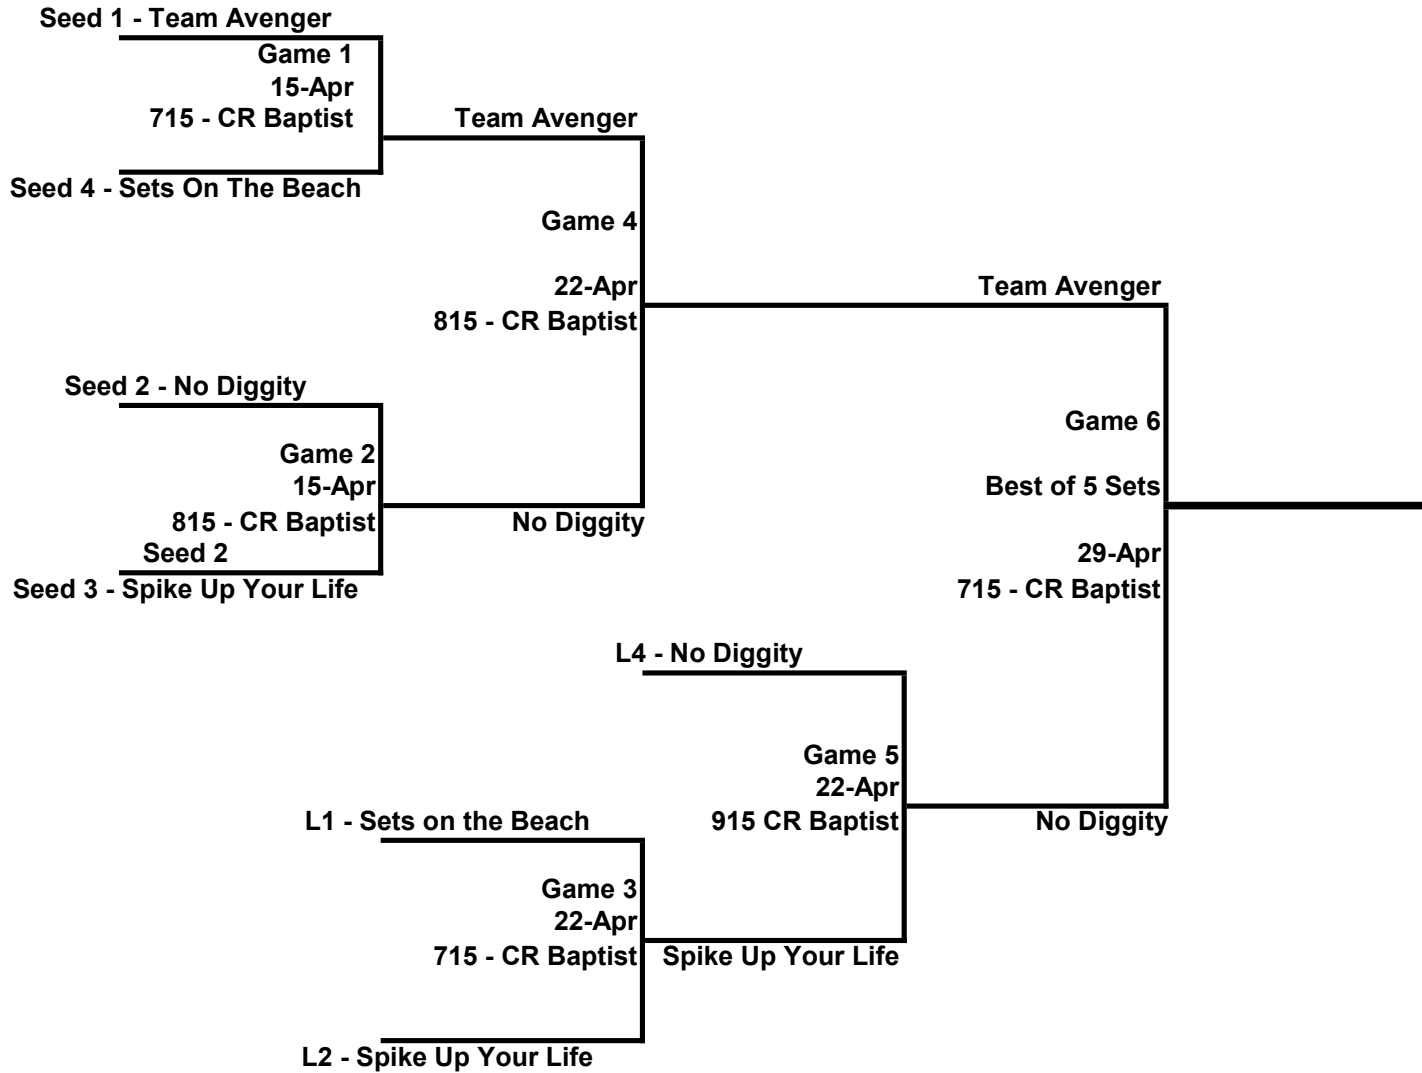 Seed 1 - Team Avenger
Game 1
15-Apr
715 - CR Baptist
Team Avenger
Seed 4 - Sets On The Beach
Game 4
22-Apr
815 - CR Baptist
Team Avenger
Seed 2 - No Diggity
Game 2
15-Apr
815 - CR Baptist
No Diggity
Seed 2
Seed 3 - Spike Up Your Life
Game 6
Best of 5 Sets
29-Apr
715 - CR Baptist
L4 - No Diggity
Game 5
22-Apr
915 CR Baptist
No Diggity
L1 - Sets on the Beach
Game 3
22-Apr
715 - CR Baptist
Spike Up Your Life
L2 - Spike Up Your Life